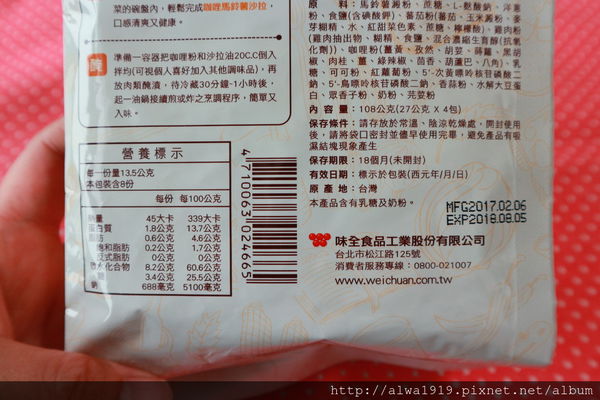 菜的碗盤內,輕鬆完成咖哩馬鈴薯沙拉,
口感清爽又健康。
醃
準備一容器把咖哩粉和沙拉油20C.C倒入
拌均(可視個人喜好加入其他調味品),再
放肉類醃漬,待冷藏30分鐘-1小時後,
起一油鍋接續煎或炸之烹調程序,簡單又
入味。
營養標示
每一份量13.5公克
本包裝含8份
每份 每100公克
熱量 45大卡 339大卡
蛋白質 1.8公克 13.7公克
脂肪 0.6公克 4.6公克
飽和脂肪 0.2公克 1.7公克
反式脂肪 0公克 0公克
碳水化合物 8.2公克 60.6公克
糖 3.4公克 25.5公克
鈉 688毫克 5100毫克
4 710063 024665
原 料:馬鈴薯澱粉、蔗糖、L-麩酸鈉、洋薑
粉、食鹽(含碘酸鉀)、蕃茄粉(蕃茄、玉米澱粉、麥
芽糊精、水、紅甜菜色素、蔗糖、檸檬酸)、雞肉粉
(雞肉抽出物、糊精、食鹽、混合濃縮生育醇(抗氧
化劑))、咖哩粉(薑黃、孜然、胡荽、蒔蘿、黑胡
椒、肉桂、薑、綠辣椒、茴香、葫蘆巴、八角)、乳
糖、可可粉、紅蘿蔔粉、5'-次黃嘌呤核苷磷酸二
鈉、5'-鳥嘌呤核苷磷酸二鈉、香蒜粉、水解大豆蛋
白、眾香子粉、奶粉、芫荽粉
內 容 量:108公克(27公克 X 4包)
保存條件:請存放於常溫、陰涼乾燥處,開封使用
後,請將袋口密封並儘早使用完畢,避免產品有吸
濕結塊現象產生
保存期限:18個月(未開封)
有效日期:標示於包裝(西元年/月/日)
原 產 地:台灣
本產品含有乳糖及奶粉。
MFG2017.02.06
EXP2018.08.05
味全食品工業股份有限公司
台北市松江路125號
消費者服務專線:0800-021007
www.weichuan.com.tw
http://alwa1919.pixnet.net/album